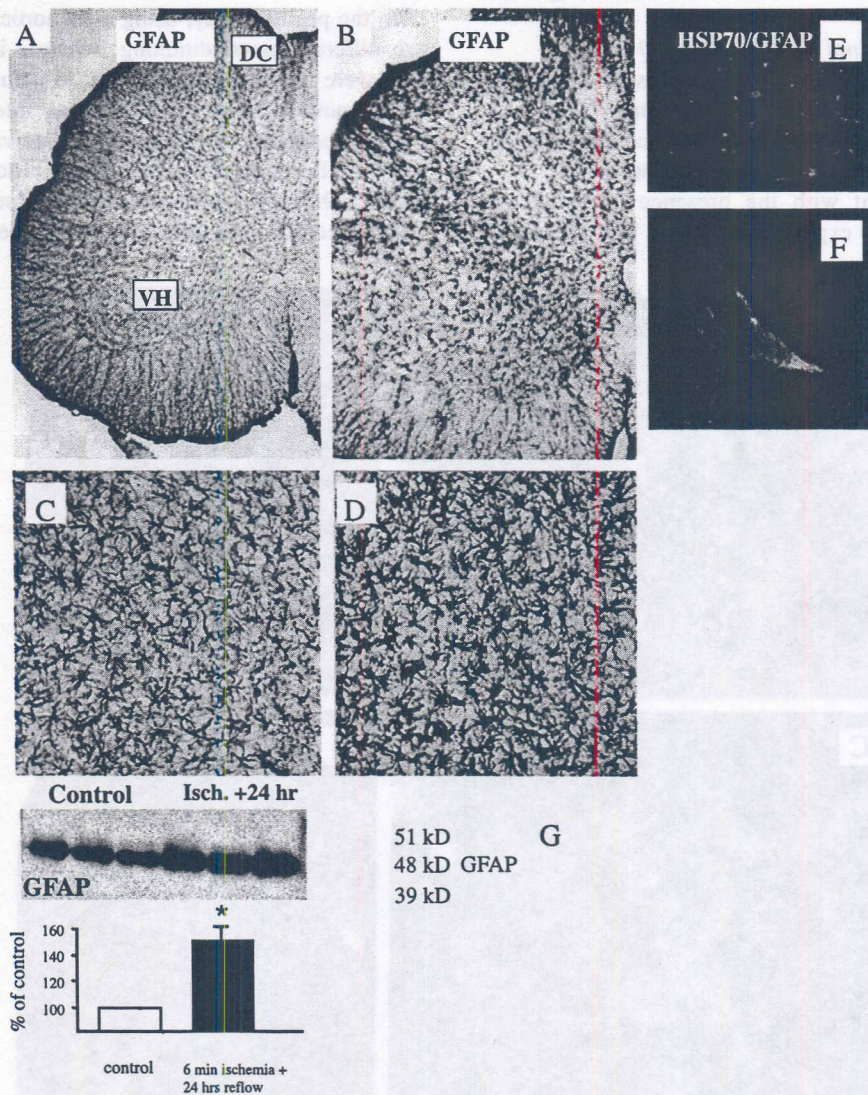 A
GFAP
DC
VH
B
GFAP
HSP70/GFAP
E
F
C
D
Control Isch. +24 hr
GFAP
51 kD
48 kD GFAP
39 kD
G
*
% of control
160
140
120
100
control
6 min ischemia +
24 hrs reflow